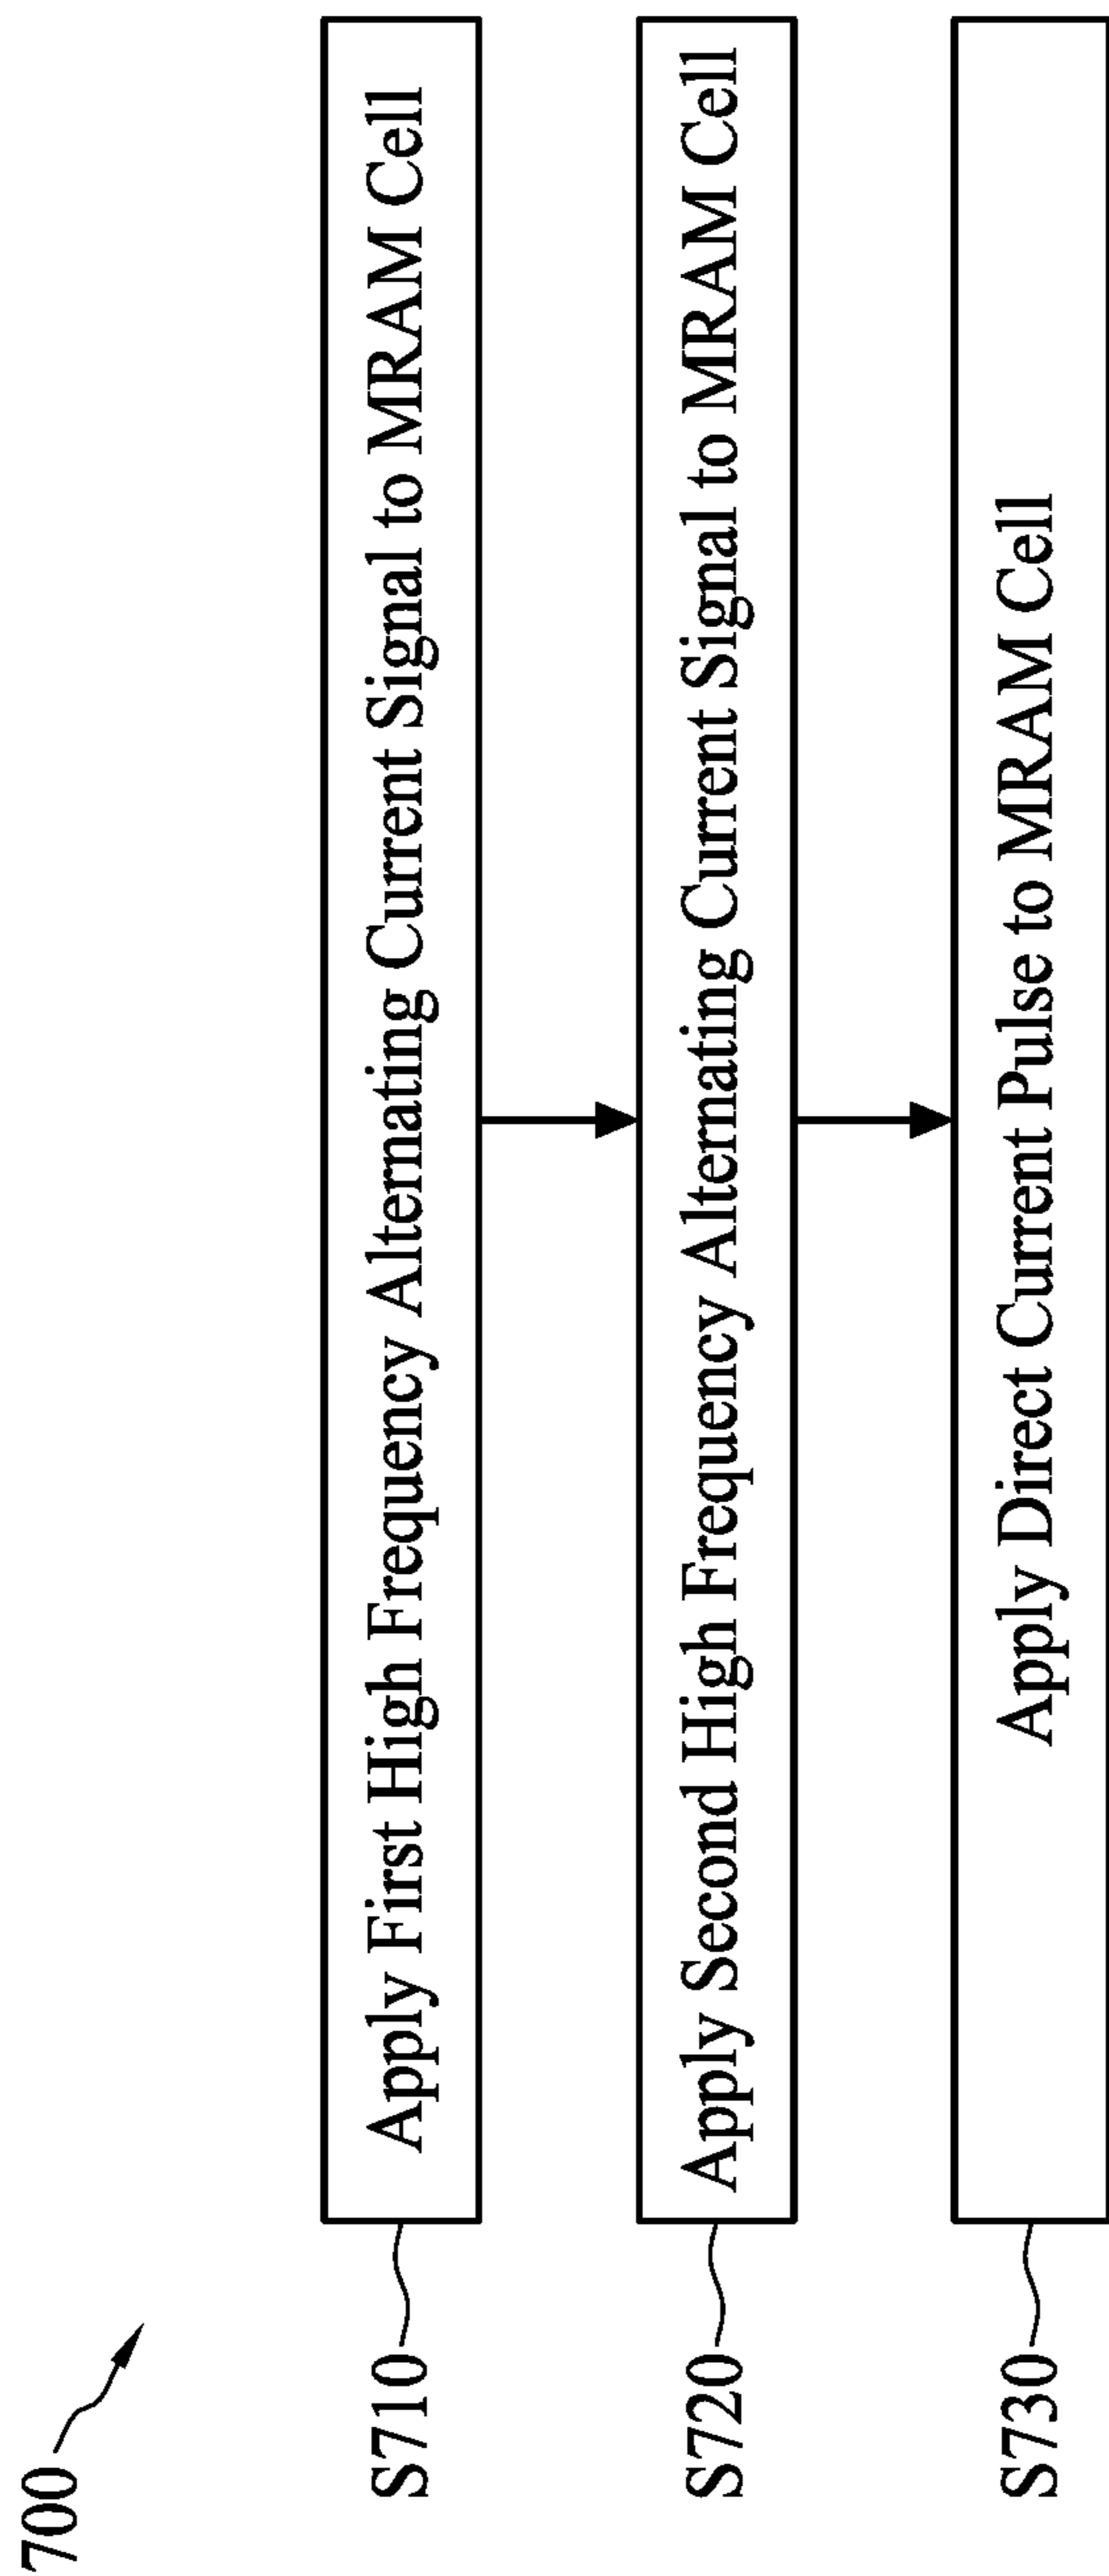 700
S710
Apply First High Frequency Alternating Current Signal to MRAM Cell
S720
Apply Second High Frequency Alternating Current Signal to MRAM Cell
S730
Apply Direct Current Pulse to MRAM Cell